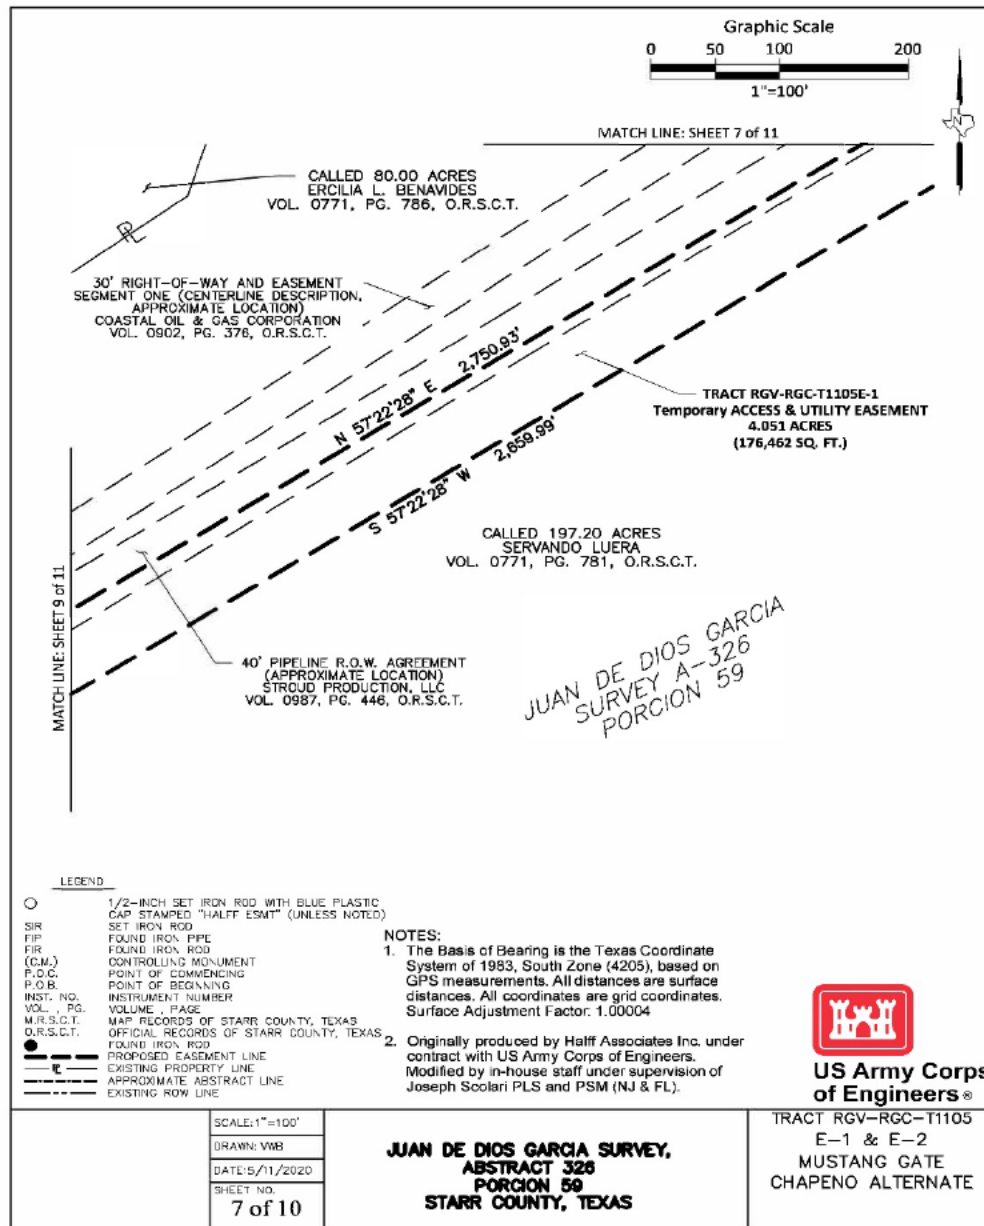 Graphic Scale
0 50 100 200
1"=100'
N
MATCH LINE: SHEET 7 of 11
CALLED 80.00 ACRES
ERCILIA L. BENAVIDES
VOL. 0771, PG. 786, O.R.S.C.T.
PL
30' RIGHT-OF-WAY AND EASEMENT
SEGMENT ONE (CENTERLINE DESCRIPTION,
APPROXIMATE LOCATION)
COASTAL OIL & GAS CORPORATION
VOL. 0902, PG. 376, O.R.S.C.T.
N 57°22'28" E 2,750.93'
TRACT RGV-RGC-T1105E-1
Temporary ACCESS & UTILITY EASEMENT
4.051 ACRES
(176,462 SQ. FT.)
S 57°22'28" W 2,659.99'
CALLED 197.20 ACRES
SERVANDO LUERA
VOL. 0771, PG. 781, O.R.S.C.T.
MATCH LINE: SHEET 9 of 11
40' PIPELINE R.O.W. AGREEMENT
(APPROXIMATE LOCATION)
STROUD PRODUCTION, LLC
VOL. 0987, PG. 446, O.R.S.C.T.
JUAN DE DIOS GARCIA
SURVEY A-326
PORCION 59
LEGEND
1/2-INCH SET IRON ROD WITH BLUE PLASTIC
CAP STAMPED "HALFF ESMT" (UNLESS NOTED)
SIR SET IRON ROD
FIP FOUND IRON PIPE
FIR FOUND IRON ROD
(C.M.) CONTROLLING MONUMENT
P.O.C. POINT OF COMMENCING
P.O.B. POINT OF BEGINNING
INST. NO. INSTRUMENT NUMBER
VOL. , PG. VOLUME , PAGE
M.R.S.C.T. MAP RECORDS OF STARR COUNTY, TEXAS
O.R.S.C.T. OFFICIAL RECORDS OF STARR COUNTY, TEXAS
FOUND IRON ROD
PROPOSED EASEMENT LINE
PL EXISTING PROPERTY LINE
APPROXIMATE ABSTRACT LINE
EXISTING ROW LINE
NOTES:
1. The Basis of Bearing is the Texas Coordinate
System of 1983, South Zone (4205), based on
GPS measurements. All distances are surface
distances. All coordinates are grid coordinates.
Surface Adjustment Factor: 1.00004
2. Originally produced by Halff Associates Inc. under
contract with US Army Corps of Engineers.
Modified by in-house staff under supervision of
Joseph Scolari PLS and PSM (NJ & FL).
US Army Corps
of Engineers®
SCALE: 1"=100'
DRAWN: VWB
DATE: 5/11/2020
SHEET NO.
7 of 10
JUAN DE DIOS GARCIA SURVEY,
ABSTRACT 326
PORCION 59
STARR COUNTY, TEXAS
TRACT RGV-RGC-T1105
E-1 & E-2
MUSTANG GATE
CHAPENO ALTERNATE